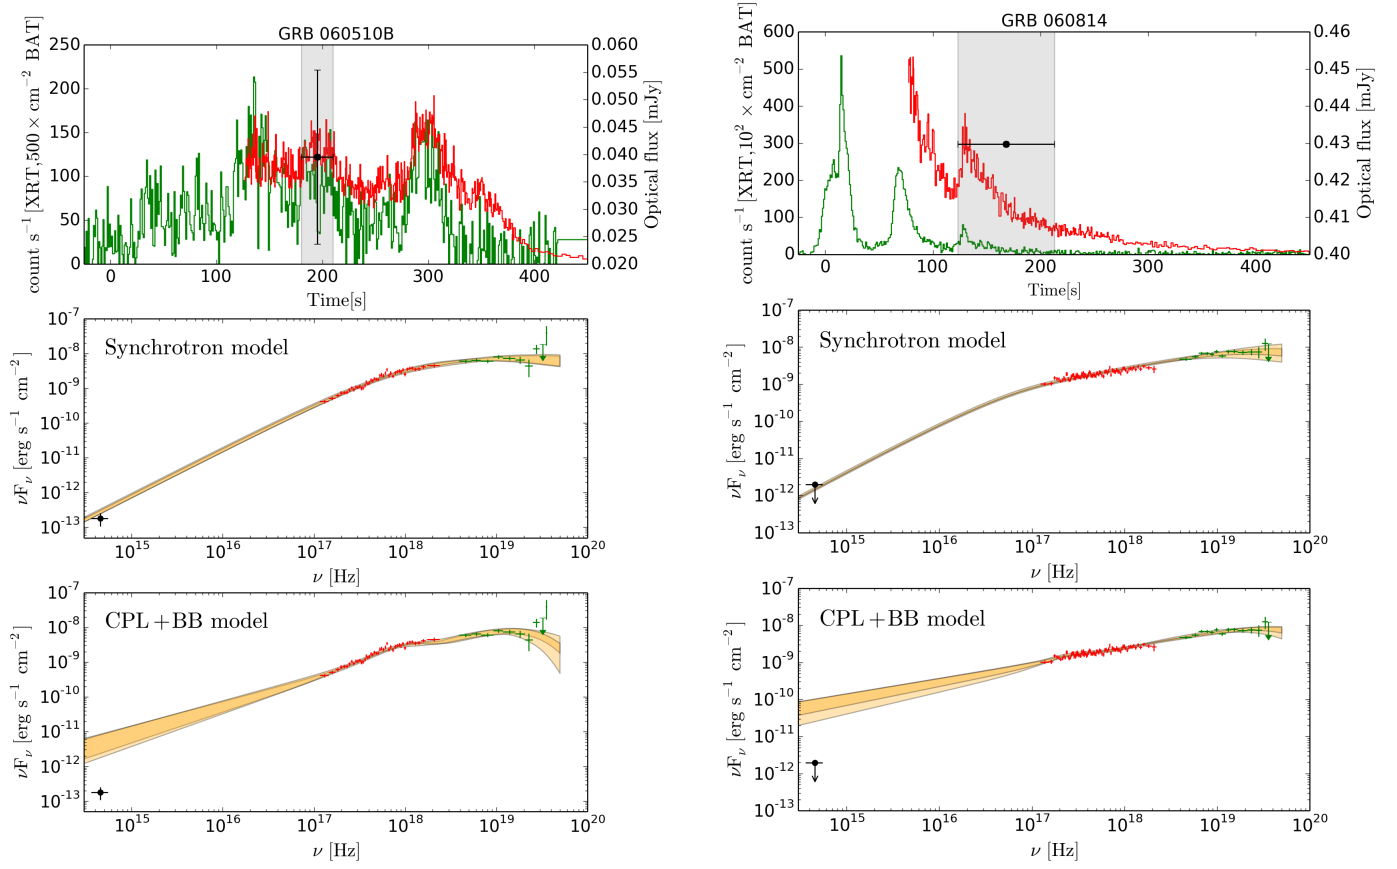 GRB 060510B
count s⁻¹ [XRT,500 × cm⁻² BAT]
250
200
150
100
50
0
0.060
0.055
0.050
0.045
0.040
0.035
0.030
0.025
0.020
Optical flux [mJy]
0 100 200 300 400
Time[s]
GRB 060814
count s⁻¹ [XRT,10² × cm⁻² BAT]
600
500
400
300
200
100
0
0.46
0.45
0.44
0.43
0.42
0.41
0.40
Optical flux [mJy]
0 100 200 300 400
Time[s]
Synchrotron model
νFν [erg s⁻¹ cm⁻²]
10⁻⁷
10⁻⁸
10⁻⁹
10⁻¹⁰
10⁻¹¹
10⁻¹²
10⁻¹³
10¹⁵ 10¹⁶ 10¹⁷ 10¹⁸ 10¹⁹ 10²⁰
ν [Hz]
Synchrotron model
νFν [erg s⁻¹ cm⁻²]
10⁻⁷
10⁻⁸
10⁻⁹
10⁻¹⁰
10⁻¹¹
10⁻¹²
10⁻¹³
10¹⁵ 10¹⁶ 10¹⁷ 10¹⁸ 10¹⁹ 10²⁰
ν [Hz]
CPL+BB model
νFν [erg s⁻¹ cm⁻²]
10⁻⁷
10⁻⁸
10⁻⁹
10⁻¹⁰
10⁻¹¹
10⁻¹²
10⁻¹³
10¹⁵ 10¹⁶ 10¹⁷ 10¹⁸ 10¹⁹ 10²⁰
ν [Hz]
CPL+BB model
νFν [erg s⁻¹ cm⁻²]
10⁻⁷
10⁻⁸
10⁻⁹
10⁻¹⁰
10⁻¹¹
10⁻¹²
10⁻¹³
10¹⁵ 10¹⁶ 10¹⁷ 10¹⁸ 10¹⁹ 10²⁰
ν [Hz]